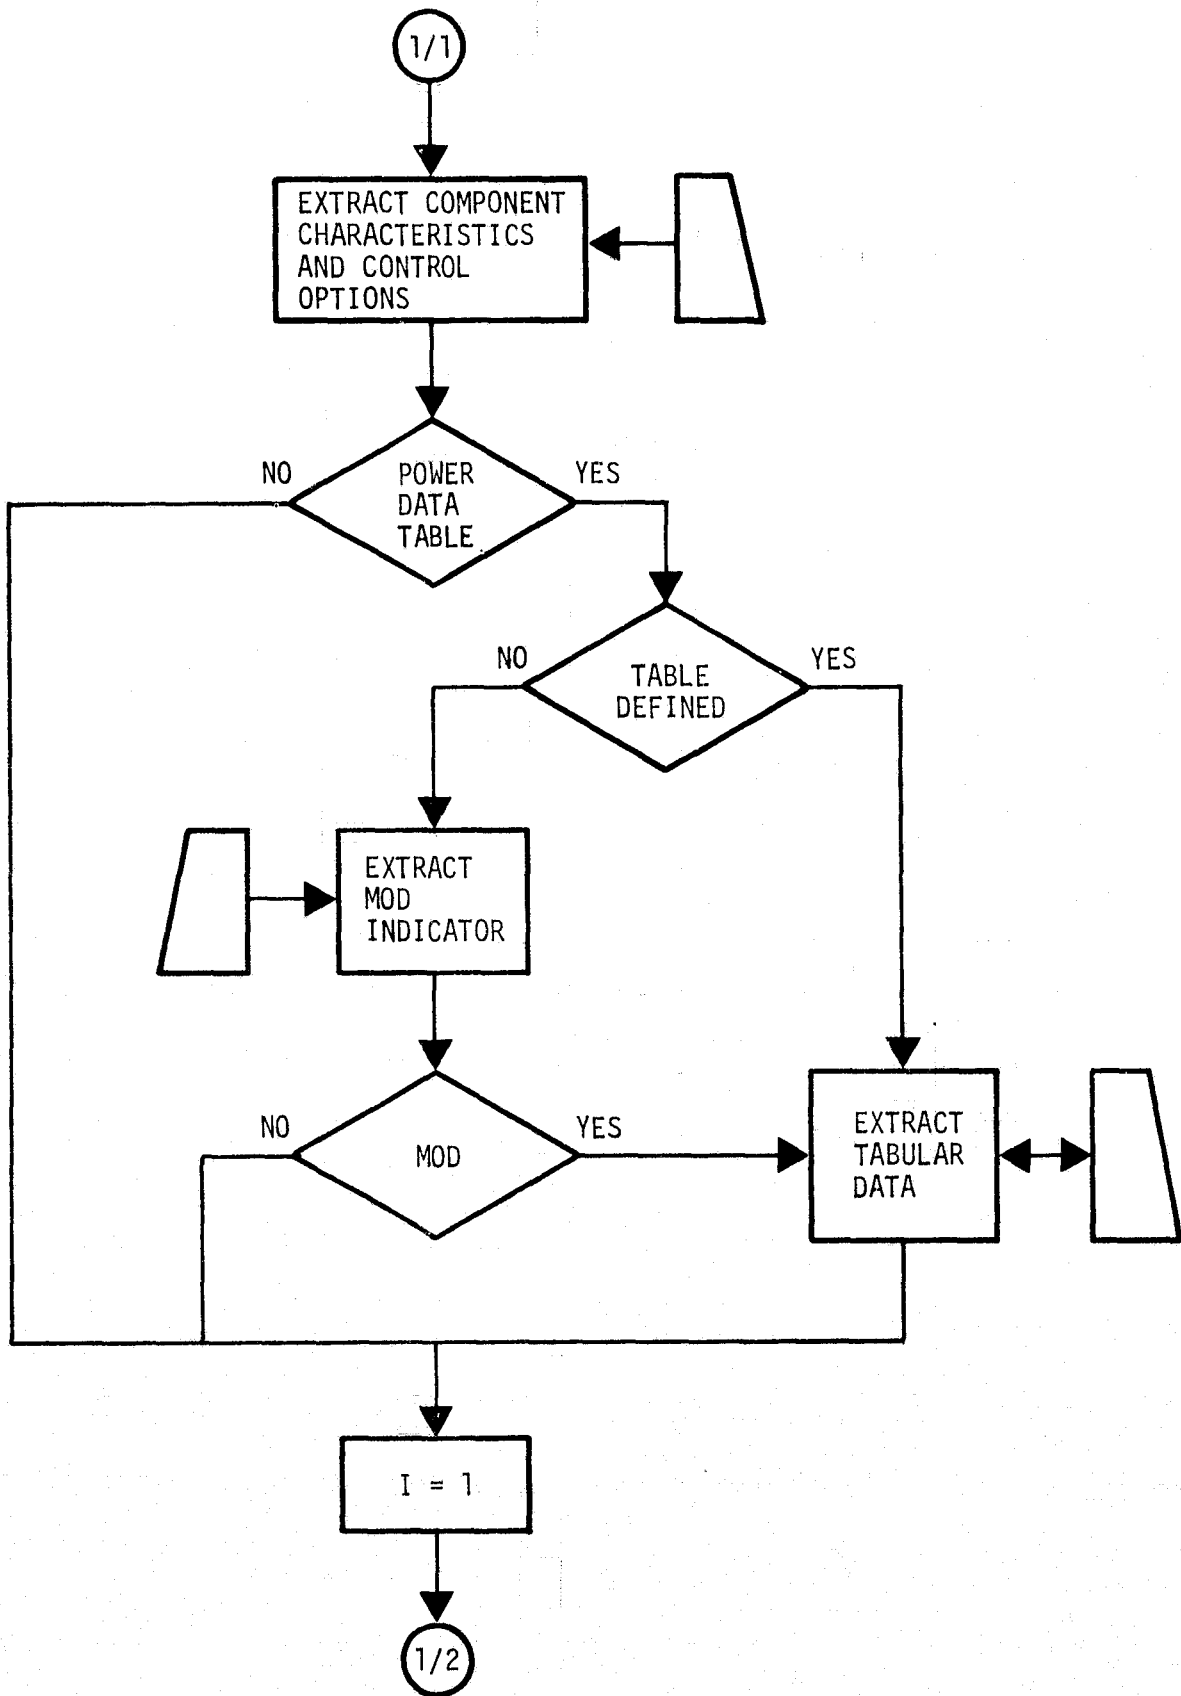 1/1
EXTRACT COMPONENT
CHARACTERISTICS
AND CONTROL
OPTIONS
NO
YES
POWER
DATA
TABLE
NO
YES
TABLE
DEFINED
EXTRACT
MOD
INDICATOR
NO
YES
MOD
EXTRACT
TABULAR
DATA
I = 1
1/2